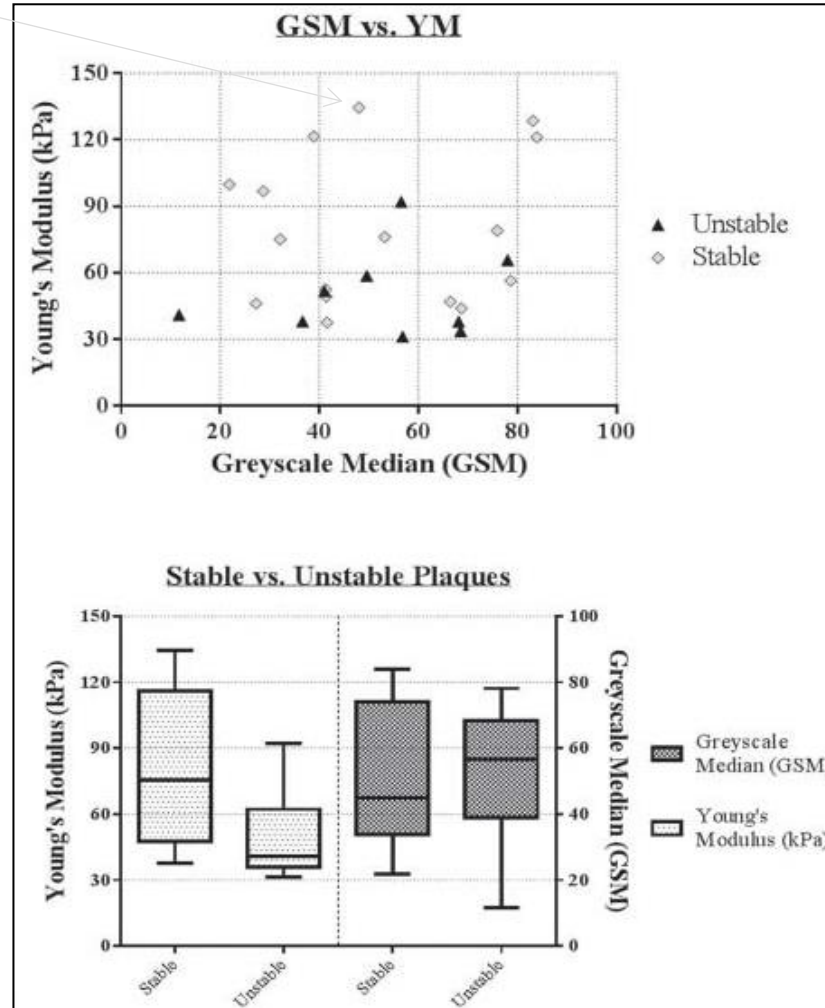 GSM vs. YM
150
120
90
60
30
0
Young's Modulus (kPa)
0 20 40 60 80 100
Greyscale Median (GSM)
Unstable
Stable
Stable vs. Unstable Plaques
150
120
90
60
30
0
Young's Modulus (kPa)
100
80
60
40
20
0
Greyscale Median (GSM)
Stable
Unstable
Stable
Unstable
Greyscale
Median (GSM
Young's
Modulus (kPa)